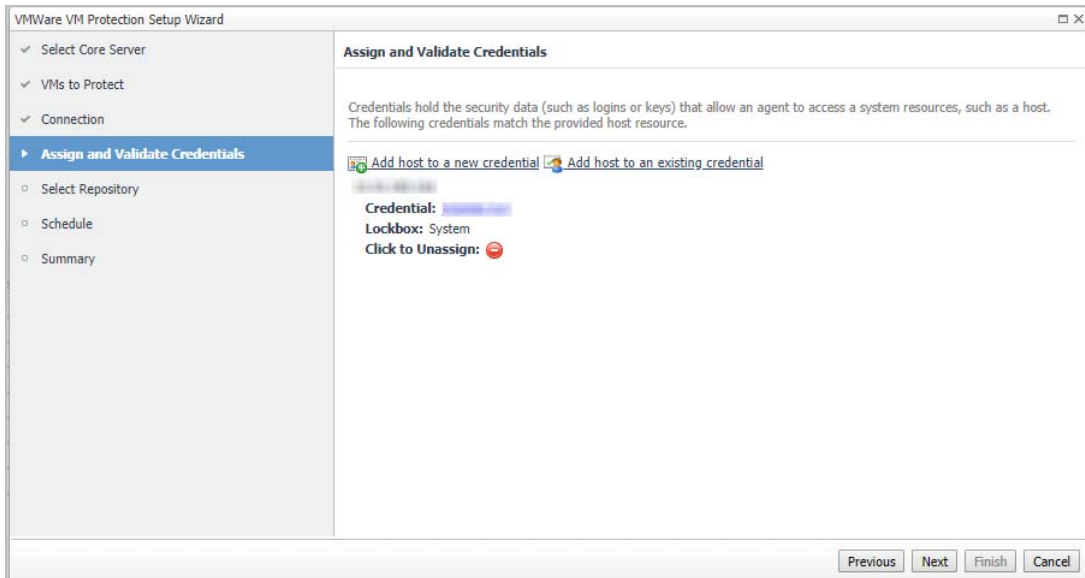 VMWare VM Protection Setup Wizard
Select Core Server
VMs to Protect
Connection
Assign and Validate Credentials
Select Repository
Schedule
Summary
Assign and Validate Credentials
Credentials hold the security data (such as logins or keys) that allow an agent to access a system resources, such as a host.
The following credentials match the provided host resource.
Add host to a new credential Add host to an existing credential
Credential:
Lockbox: System
Click to Unassign:
Previous Next Finish Cancel